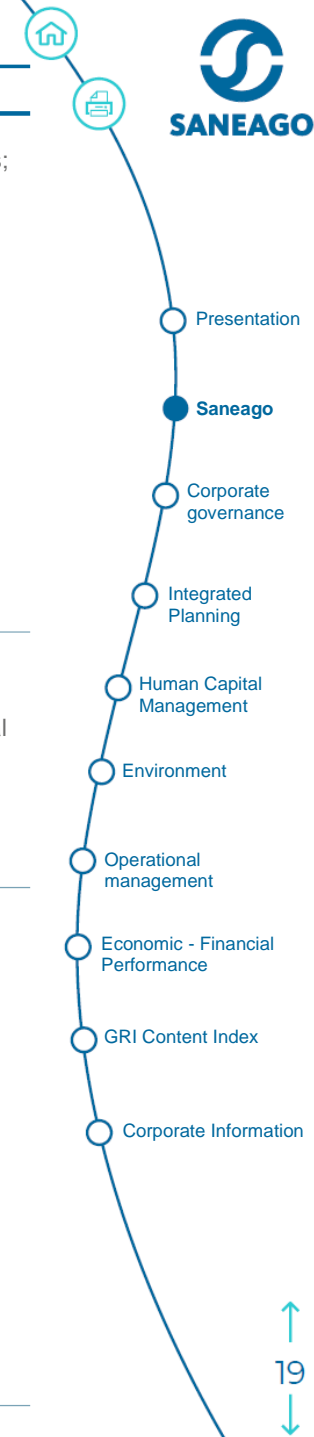 SANEAGO
s;
Presentation
Saneago
Corporate
governance
Integrated
Planning
Human Capital
Management
al
Environment
Operational
management
Economic - Financial
Performance
GRI Content Index
Corporate Information
19